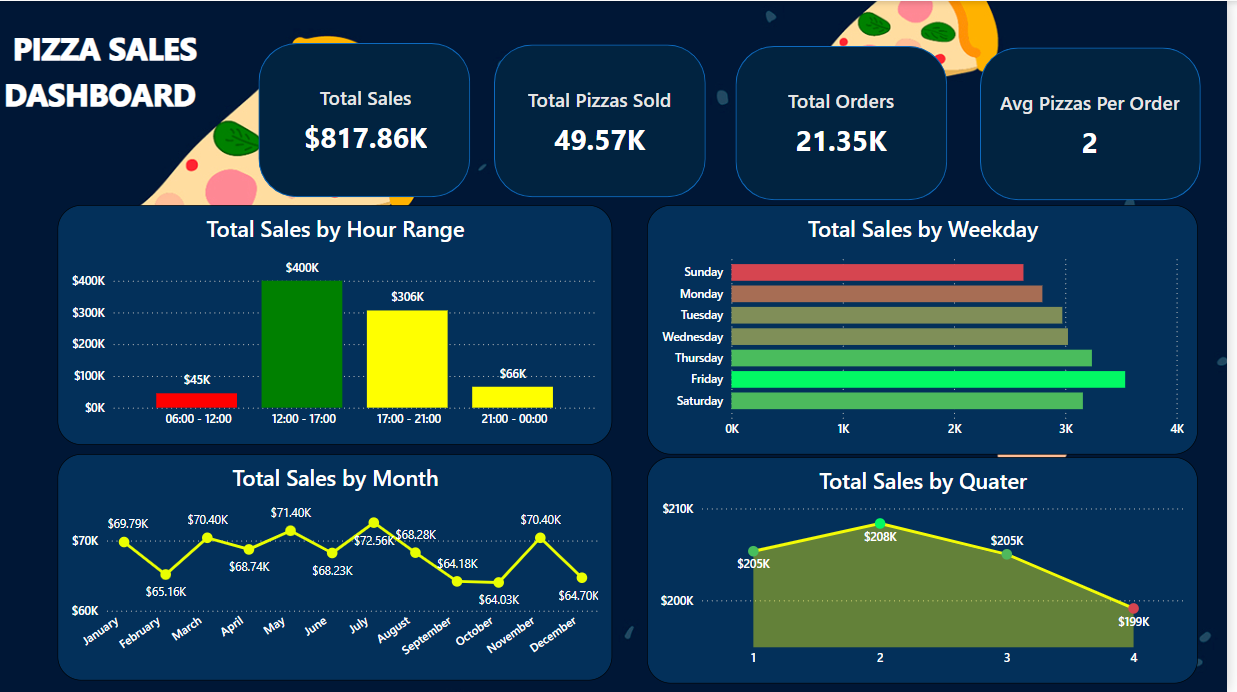 PIZZA SALES
DASHBOARD
Total Sales
$817.86K
Total Pizzas Sold
49.57K
Total Orders
21.35K
Avg Pizzas Per Order
2
Total Sales by Hour Range
$400K
$300K
$200K
$100K
$0K
$45K
$400K
$306K
$66K
06:00 - 12:00
12:00 - 17:00
17:00 - 21:00
21:00 - 00:00
Total Sales by Weekday
Sunday
Monday
Tuesday
Wednesday
Thursday
Friday
Saturday
0K
1K
2K
3K
4K
Total Sales by Month
$70K
$60K
$69.79K
$65.16K
$70.40K
$68.74K
$71.40K
$68.23K
$72.56K
$68.28K
$64.18K
$64.03K
$70.40K
$64.70K
January
February
March
April
May
June
July
August
September
October
November
December
Total Sales by Quater
$210K
$200K
$205K
$208K
$205K
$199K
1
2
3
4